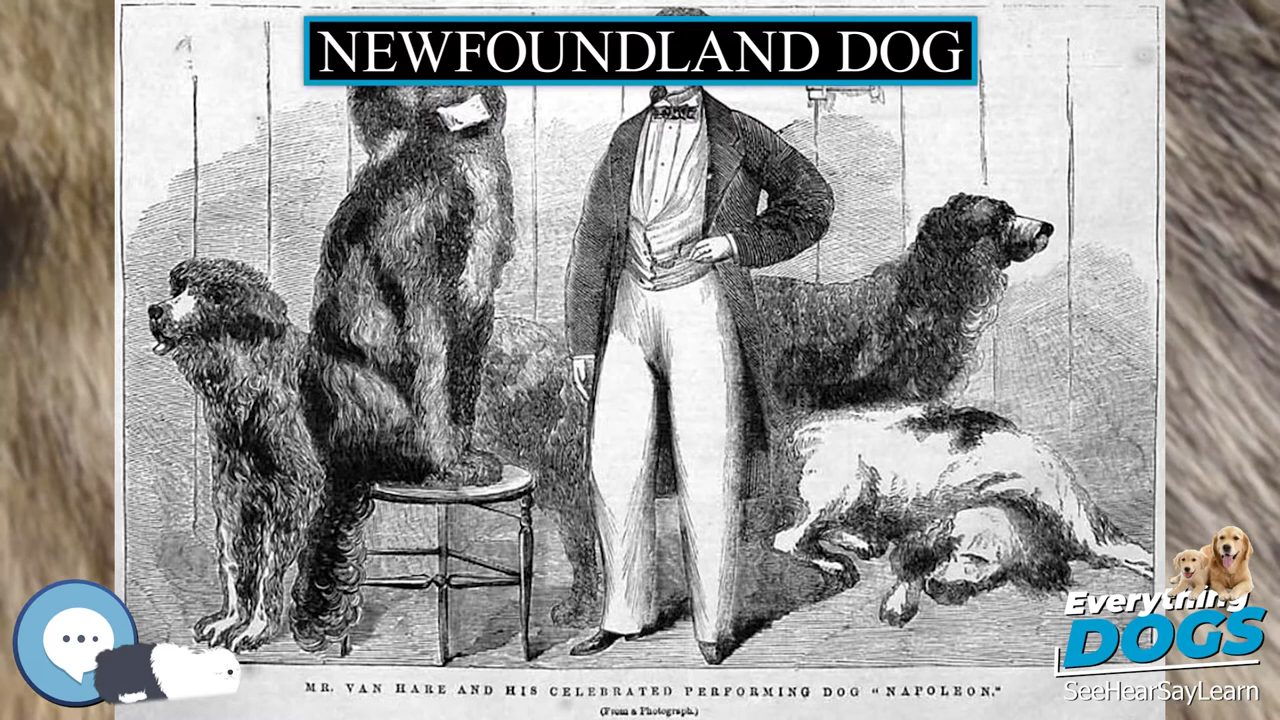 NEWFOUNDLAND DOG
MR. VAN HARE AND HIS CELEBRATED PERFORMING DOG "NAPOLEON."
(From a Photograph.)
Everything
DOGS
SeeHearSayLearn